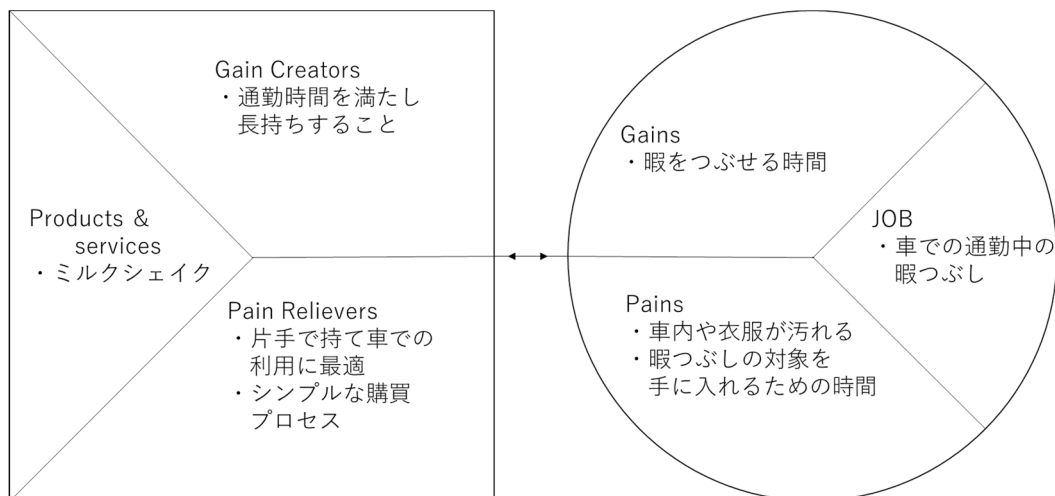 Gain Creators
・通勤時間を満たし
長持ちすること
Products &
services
・ミルクシェイク
Pain Relievers
・片手で持て車での
利用に最適
・シンプルな購買
プロセス
Gains
・暇をつぶせる時間
JOB
・車での通勤中の
暇つぶし
Pains
・車内や衣服が汚れる
・暇つぶしの対象を
手に入れるための時間